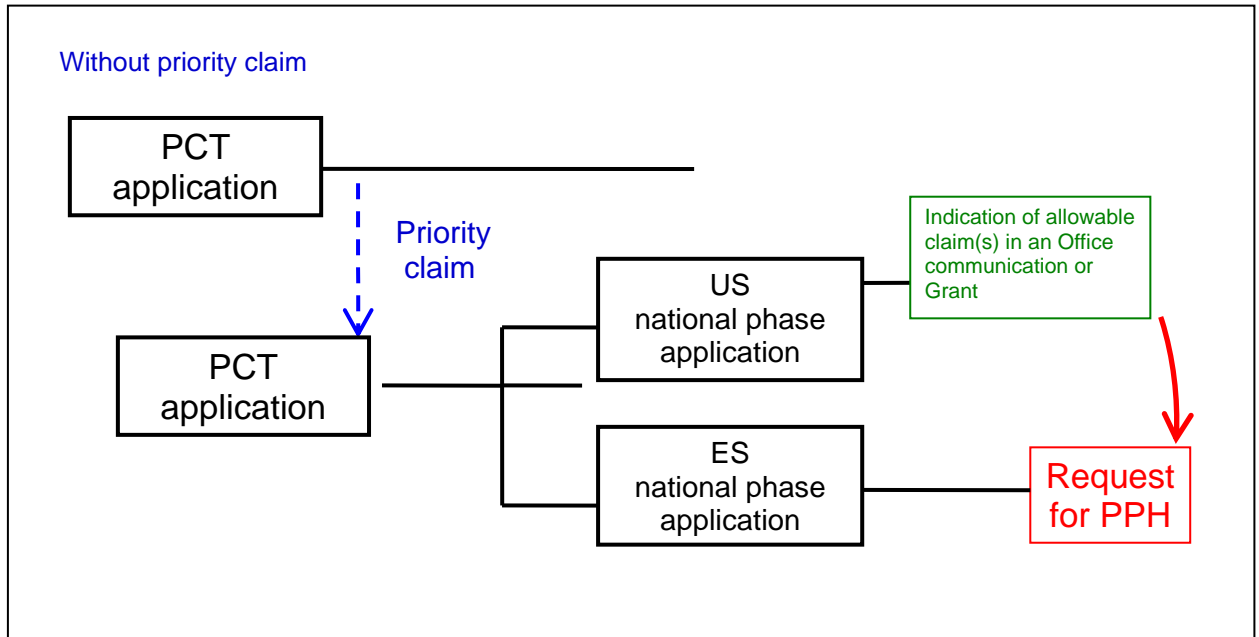 Without priority claim
PCT
application
Priority
claim
PCT
application
US
national phase
application
Indication of allowable
claim(s) in an Office
communication or
Grant
ES
national phase
application
Request
for PPH